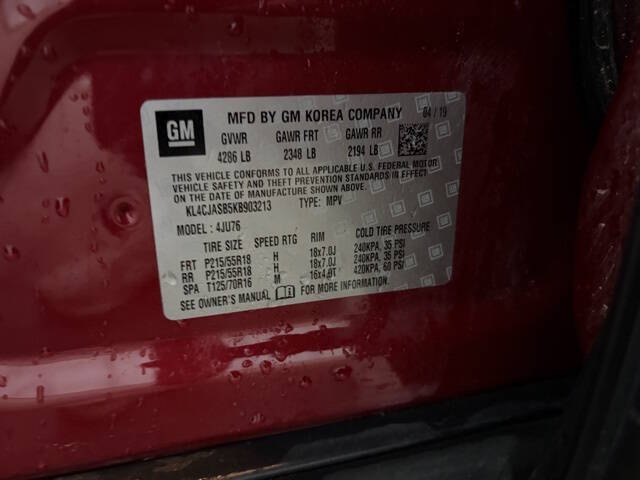 GM
MFD BY GM KOREA COMPANY 04/19
GVWR GAWR FRT GAWR RR
4286 LB 2348 LB 2194 LB
THIS VEHICLE CONFORMS TO ALL APPLICABLE U.S. FEDERAL MOTOR
VEHICLE SAFETY AND THEFT PREVENTION STANDARDS IN EFFECT
ON THE DATE OF MANUFACTURE SHOWN ABOVE.
KL4CJASB5KB903213 TYPE: MPV
MODEL : 4JU76
TIRE SIZE SPEED RTG RIM COLD TIRE PRESSURE
FRT P215/55R18 H 18x7.0J 240KPA, 35 PSI
RR P215/55R18 H 18x7.0J 240KPA, 35 PSI
SPA T125/70R16 M 16x4.0T 420KPA, 60 PSI
SEE OWNER'S MANUAL FOR MORE INFORMATION.